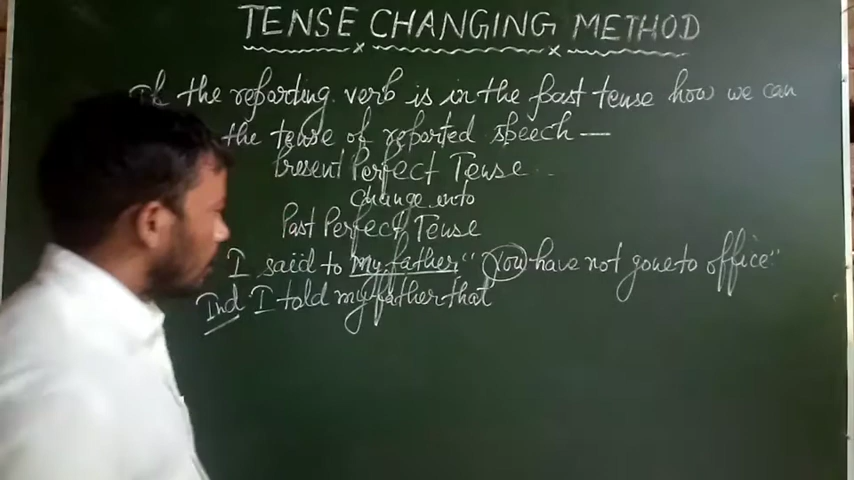 TENSE CHANGING METHOD
If the reporting verb is in the past tense how we can
the tense of reported speech —
Present Perfect Tense
change into
Past Perfect Tense
I said to my father "you have not gone to office"
Ind I told my father that